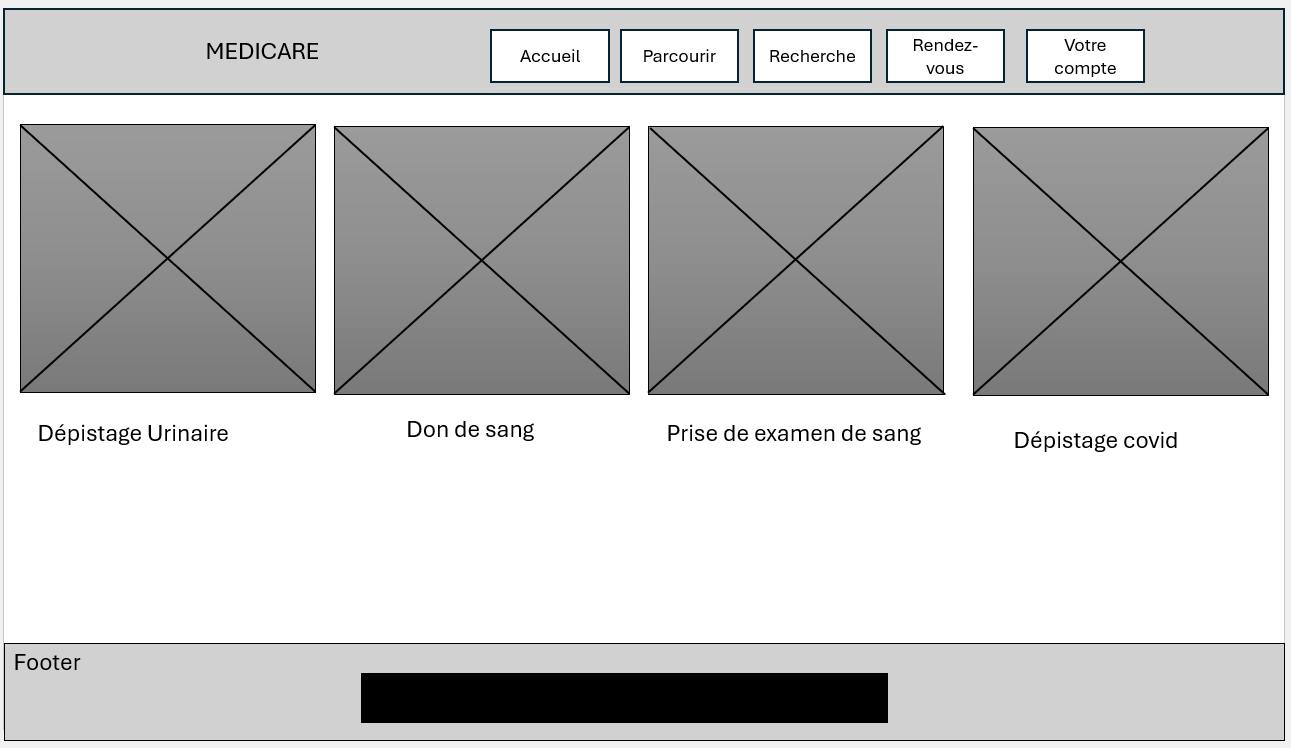 MEDICARE
Accueil
Parcourir
Recherche
Rendez-
vous
Votre
compte
Dépistage Urinaire
Don de sang
Prise de examen de sang
Dépistage covid
Footer